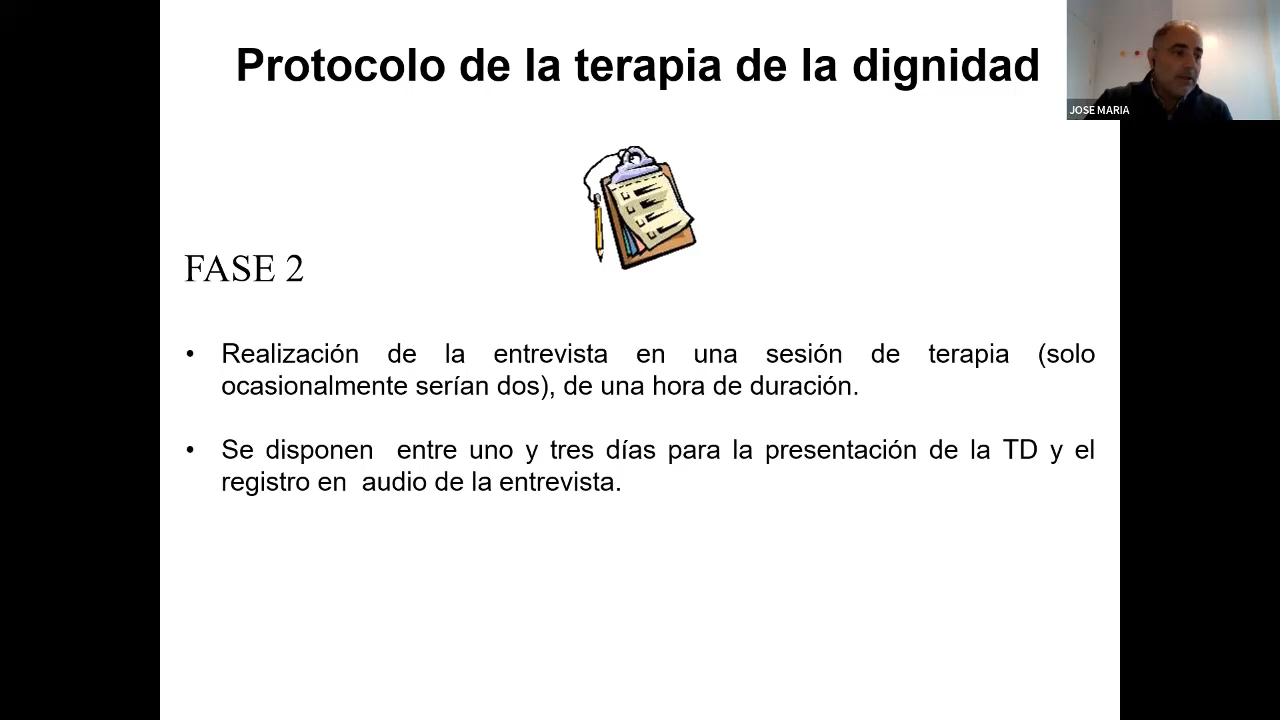 Protocolo de la terapia de la dignidad
JOSE MARIA
FASE 2
• Realización de la entrevista en una sesión de terapia (solo
ocasionalmente serían dos), de una hora de duración.
• Se disponen entre uno y tres días para la presentación de la TD y el
registro en audio de la entrevista.